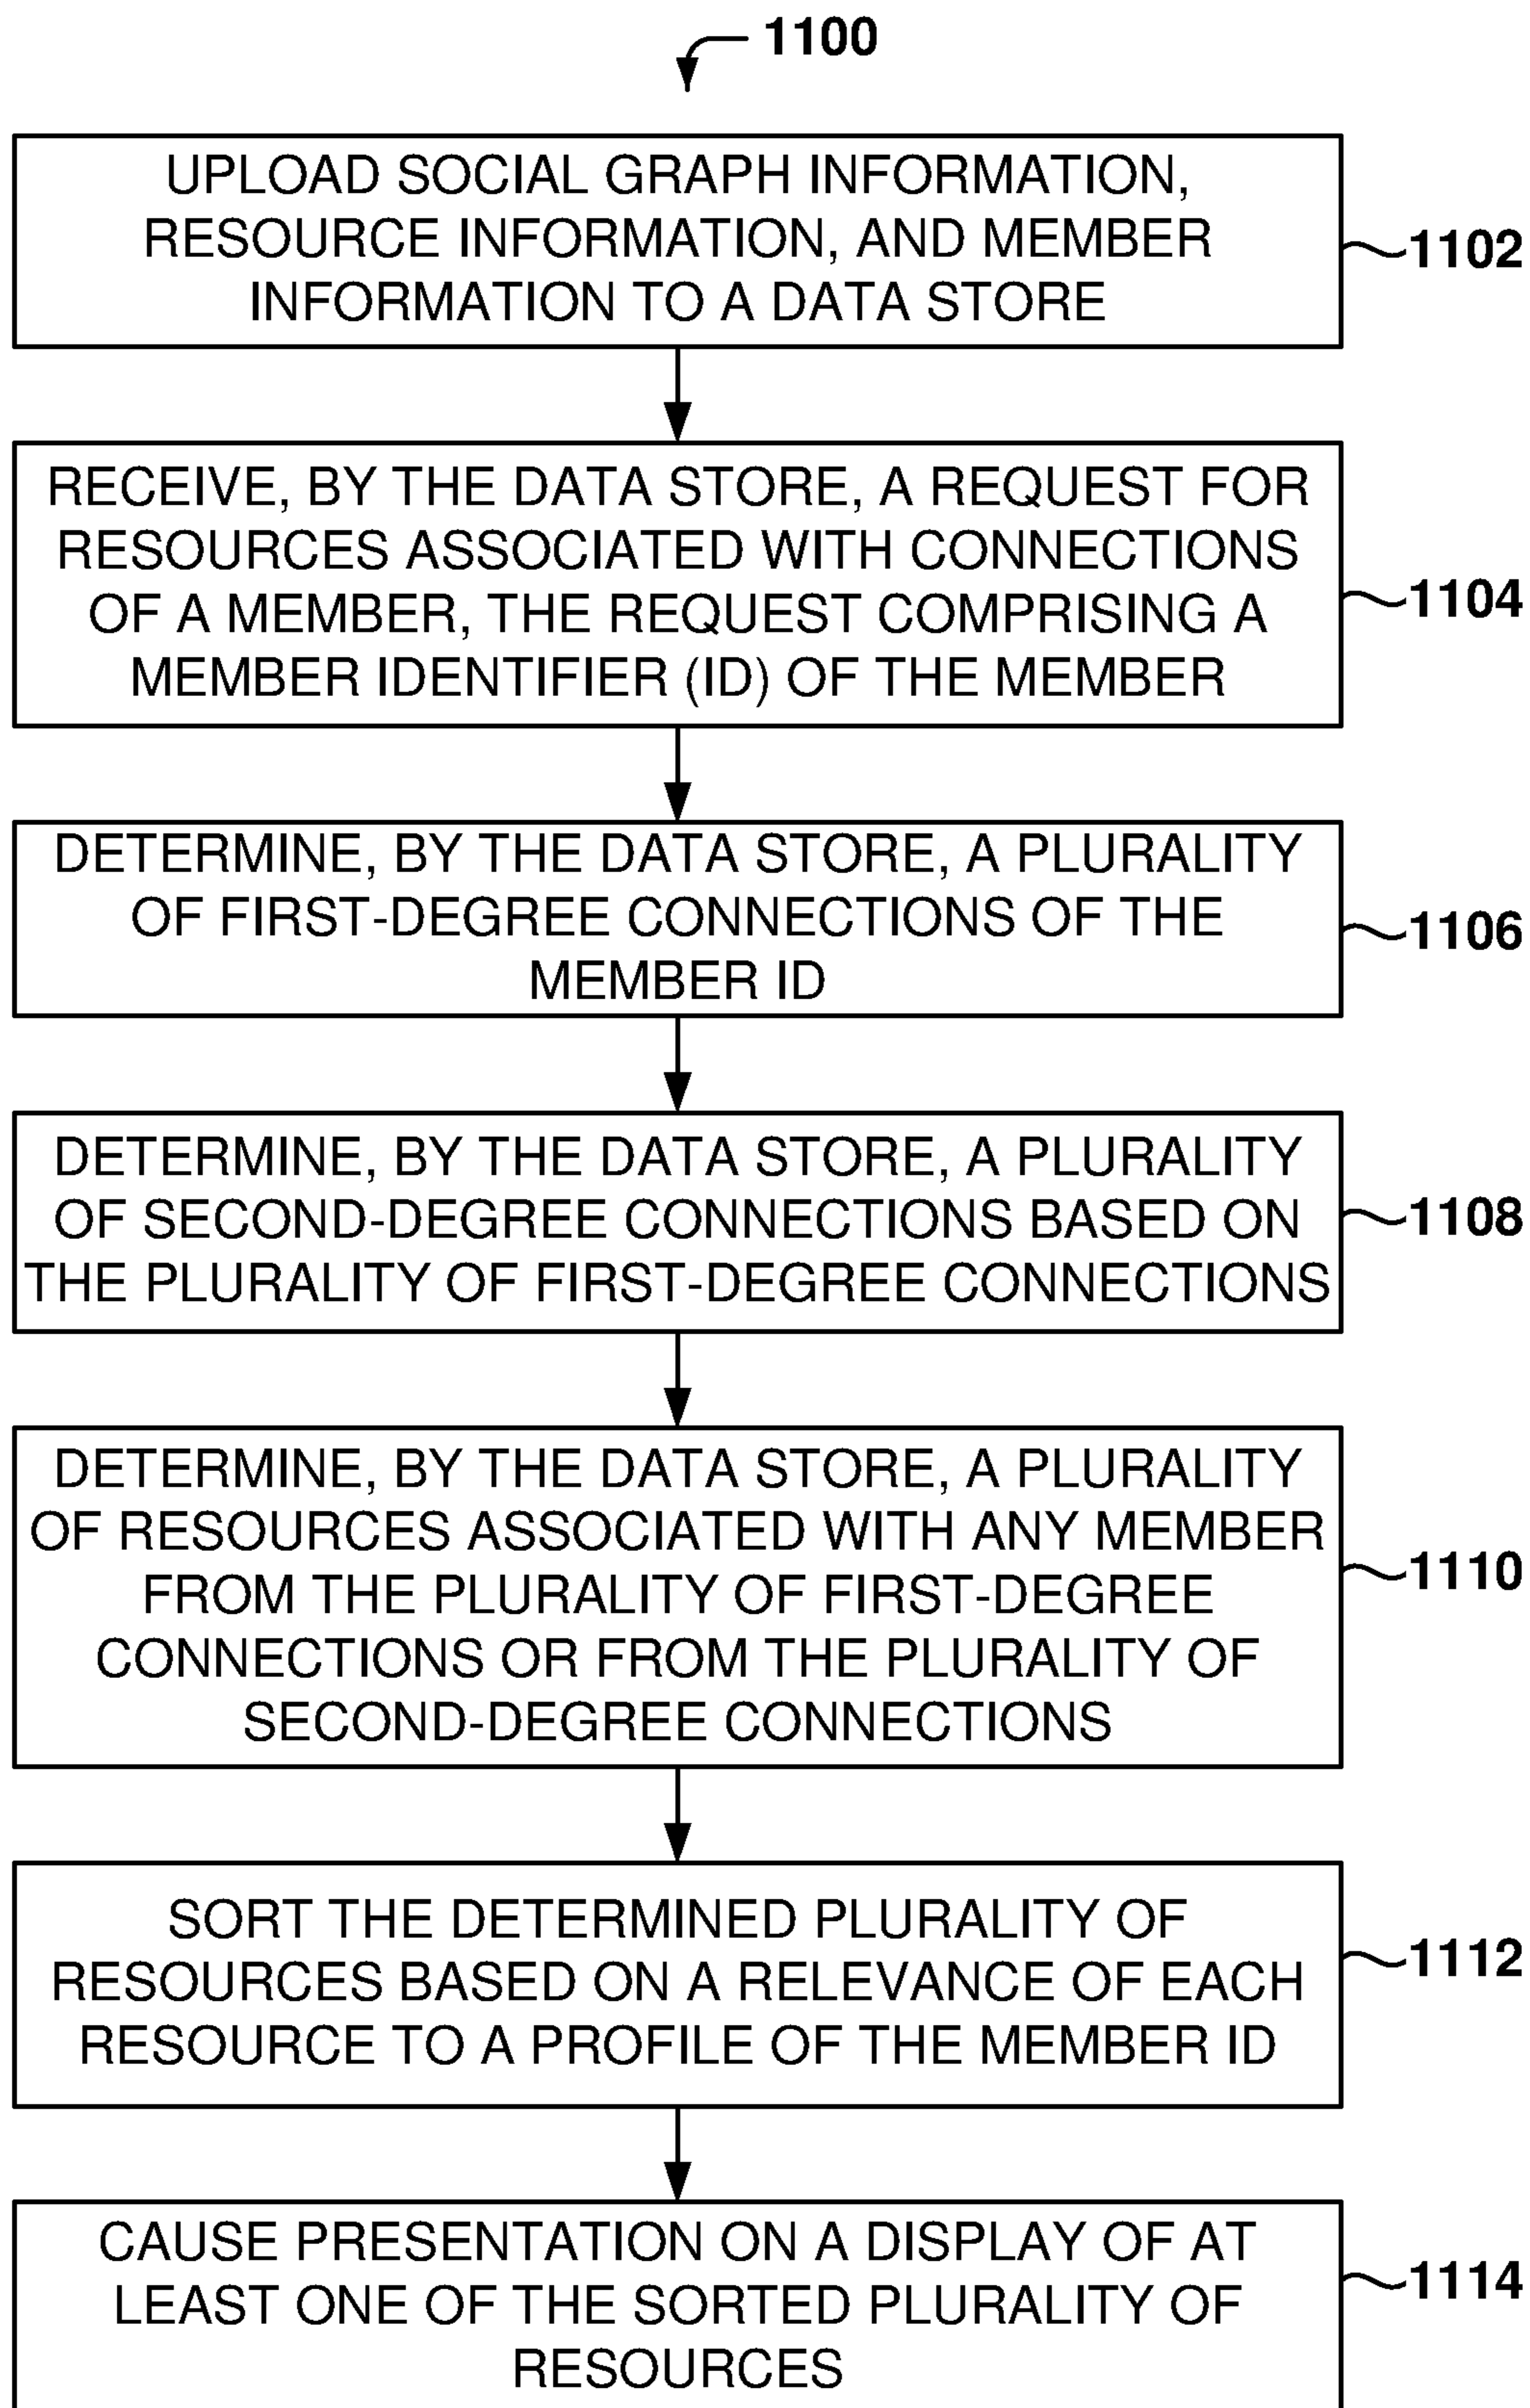 1100
UPLOAD SOCIAL GRAPH INFORMATION,
RESOURCE INFORMATION, AND MEMBER
INFORMATION TO A DATA STORE
1102
RECEIVE, BY THE DATA STORE, A REQUEST FOR
RESOURCES ASSOCIATED WITH CONNECTIONS
OF A MEMBER, THE REQUEST COMPRISING A
MEMBER IDENTIFIER (ID) OF THE MEMBER
1104
DETERMINE, BY THE DATA STORE, A PLURALITY
OF FIRST-DEGREE CONNECTIONS OF THE
MEMBER ID
1106
DETERMINE, BY THE DATA STORE, A PLURALITY
OF SECOND-DEGREE CONNECTIONS BASED ON
THE PLURALITY OF FIRST-DEGREE CONNECTIONS
1108
DETERMINE, BY THE DATA STORE, A PLURALITY
OF RESOURCES ASSOCIATED WITH ANY MEMBER
FROM THE PLURALITY OF FIRST-DEGREE
CONNECTIONS OR FROM THE PLURALITY OF
SECOND-DEGREE CONNECTIONS
1110
SORT THE DETERMINED PLURALITY OF
RESOURCES BASED ON A RELEVANCE OF EACH
RESOURCE TO A PROFILE OF THE MEMBER ID
1112
CAUSE PRESENTATION ON A DISPLAY OF AT
LEAST ONE OF THE SORTED PLURALITY OF
RESOURCES
1114